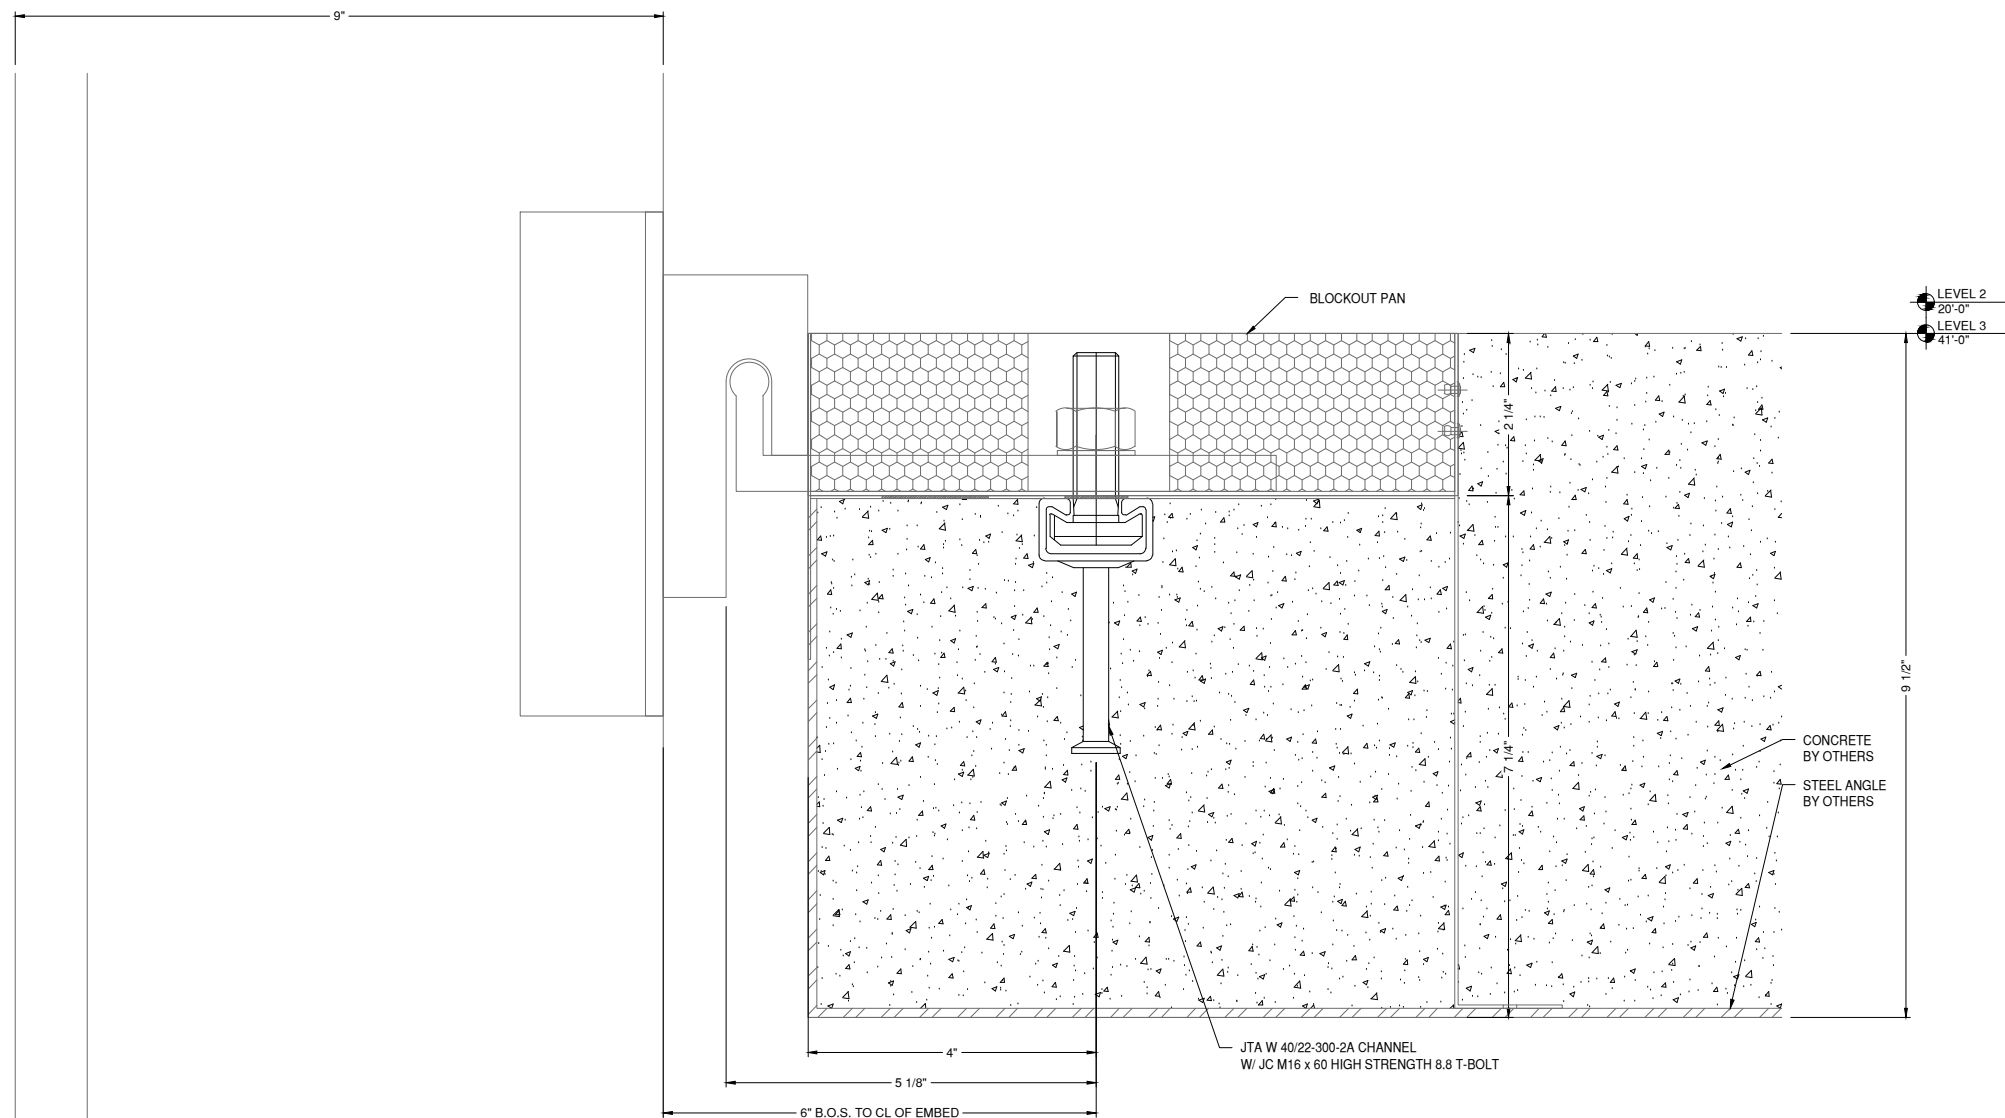 9"
BLOCKOUT PAN
LEVEL 2
20'-0"
LEVEL 3
41'-0"
2 1/4"
9 1/2"
7 1/4"
CONCRETE
BY OTHERS
STEEL ANGLE
BY OTHERS
JTA W 40/22-300-2A CHANNEL
W/ JC M16 x 60 HIGH STRENGTH 8.8 T-BOLT
4"
5 1/8"
6" B.O.S. TO CL OF EMBED